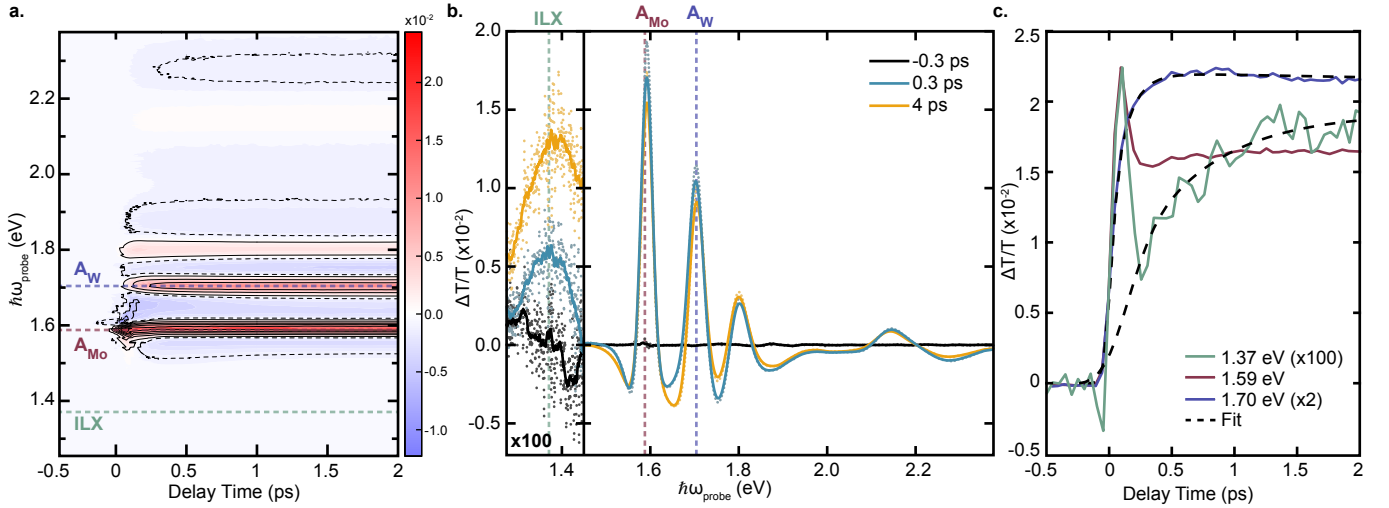 a.
x10⁻²
2.0
1.5
1.0
0.5
0.0
-0.5
-1.0
ħω_probe (eV)
2.2
2.0
1.8
1.6
1.4
A_W
A_Mo
ILX
-0.5
0
0.5
1
1.5
2
Delay Time (ps)
b.
ILX
A_Mo
A_W
ΔT/T (x10⁻²)
2.0
1.5
1.0
0.5
0.0
-0.5
-0.3 ps
0.3 ps
4 ps
x100
1.4
1.6
1.8
2.0
2.2
ħω_probe (eV)
c.
ΔT/T (x10⁻²)
2.5
2
1.5
1
0.5
0
-0.5
1.37 eV (x100)
1.59 eV
1.70 eV (x2)
Fit
-0.5
0
0.5
1
1.5
2
Delay Time (ps)